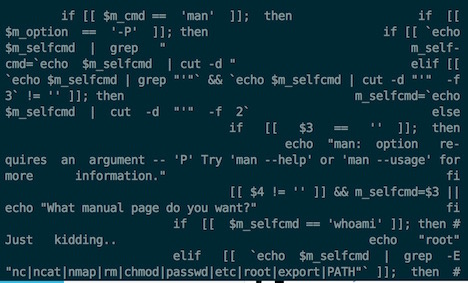 if [[ $m_cmd == 'man' ]]; then if [[
$m_option == '-P' ]]; then if [[ `echo
$m_selfcmd | grep " m_self-
cmd=`echo $m_selfcmd | cut -d " elif [[
`echo $m_selfcmd | grep "'"` && `echo $m_selfcmd | cut -d "'" -f
3` != '' ]]; then m_selfcmd=`echo
$m_selfcmd | cut -d "'" -f 2` else
if [[ $3 == '' ]]; then
echo "man: option re-
quires an argument -- 'P' Try 'man --help' or 'man --usage' for
more information." fi
[[ $4 != '' ]] && m_selfcmd=$3 ||
echo "What manual page do you want?" fi
if [[ $m_selfcmd == 'whoami' ]]; then #
Just kidding.. echo "root"
elif [[ `echo $m_selfcmd | grep -E
"nc|ncat|nmap|rm|chmod|passwd|etc|root|export|PATH"` ]]; then #